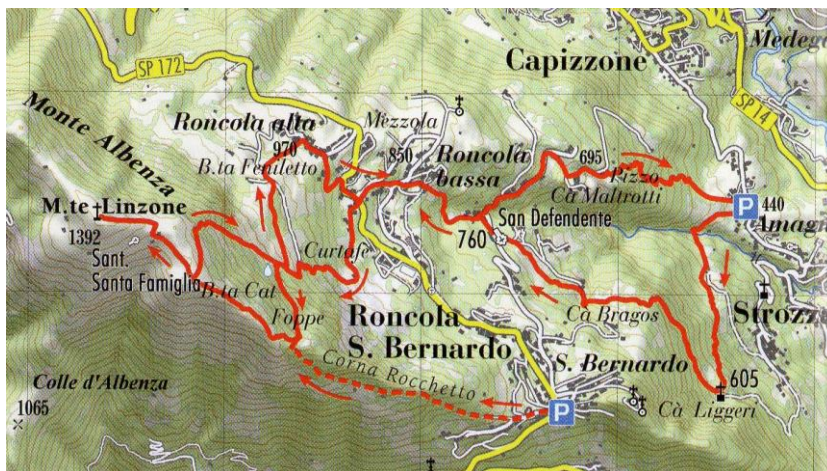 Capizzone
Medega
SP 172
SP 14
Monte Albenza
Roncola alta
970
Mezzola
B.ta Feniletto
850
Roncola
bassa
695
Pizzo
Cà Maltrotti
P
440
Amag
M.te Linzone
1392
Sant.
Santa Famiglia
San Defendente
760
Curtafe
B.ta Cat
Foppe
Cà Bragos
Strozz
Roncola
S. Bernardo
S. Bernardo
Corna Rocchetto
605
Colle d'Albenza
1065
P
Cà Liggeri